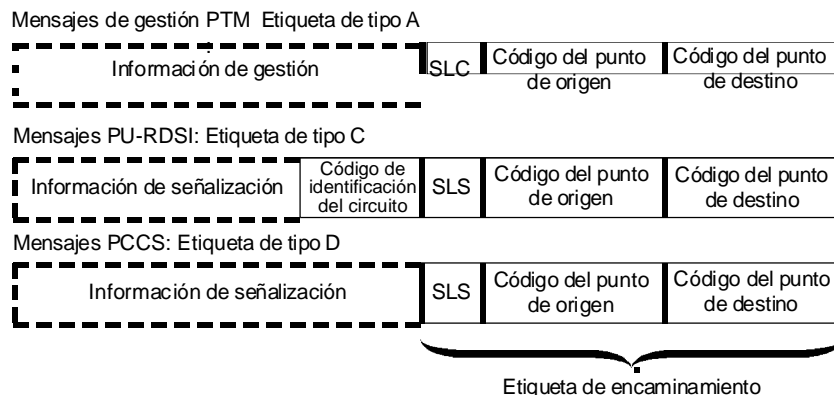 Mensajes de gestión PTM Etiqueta de tipo A
Información de gestión
SLC
Código del punto
de origen
Código del punto
de destino
Mensajes PU-RDSI: Etiqueta de tipo C
Información de señalización
Código de
identificación
del circuito
SLS
Código del punto
de origen
Código del punto
de destino
Mensajes PCCS: Etiqueta de tipo D
Información de señalización
SLS
Código del punto
de origen
Código del punto
de destino
Etiqueta de encaminamiento